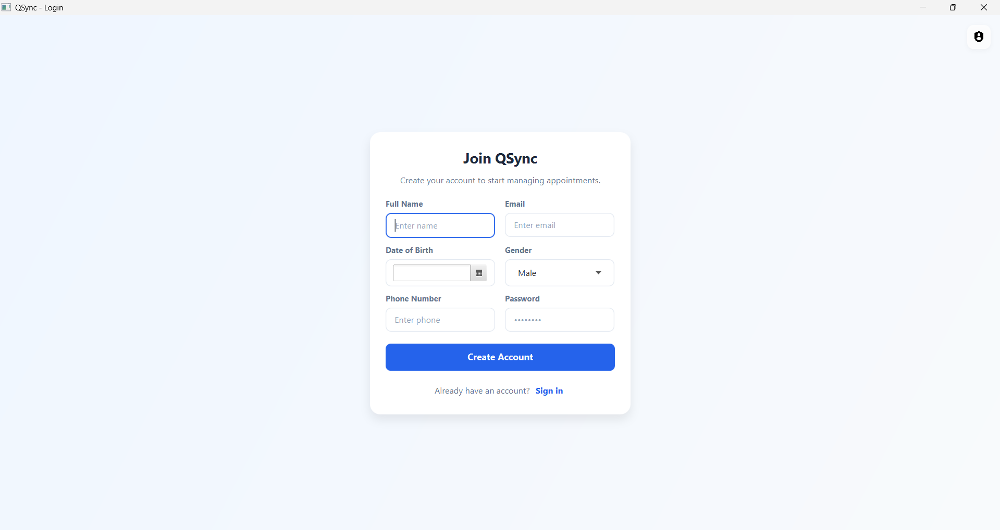 QSync - Login
Join QSync
Create your account to start managing appointments.
Full Name Email
Enter name Enter email
Date of Birth Gender
Male
Phone Number Password
Enter phone ••••••••
Create Account
Already have an account? Sign in